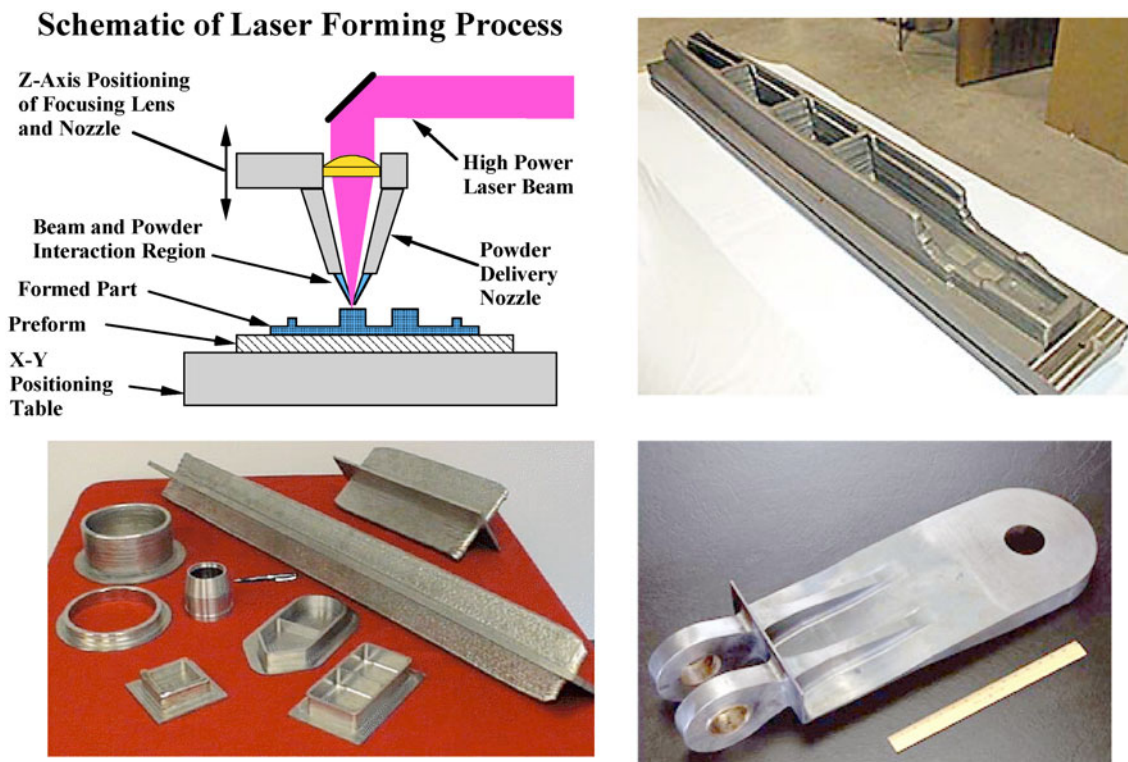 Schematic of Laser Forming Process
Z-Axis Positioning
of Focusing Lens
and Nozzle
High Power
Laser Beam
Beam and Powder
Interaction Region
Powder
Delivery
Nozzle
Formed Part
Preform
X-Y
Positioning
Table